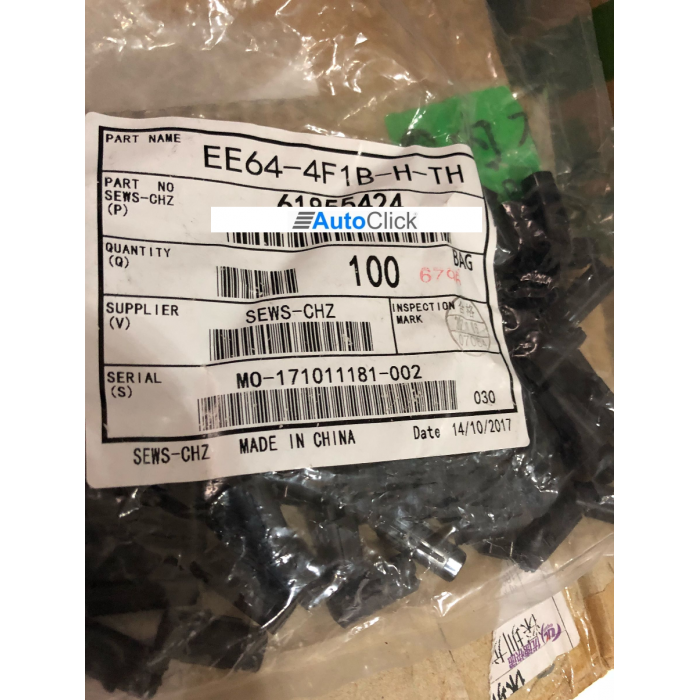 PART NAME
EE64-4F1B-H-TH
PART NO
SEWS-CHZ
(P)
61955424
AutoClick
QUANTITY
(Q)
100
BAG
SUPPLIER
(V)
SEWS-CHZ
INSPECTION
MARK
SERIAL
(S)
MO-171011181-002
030
SEWS-CHZ
MADE IN CHINA
Date 14/10/2017